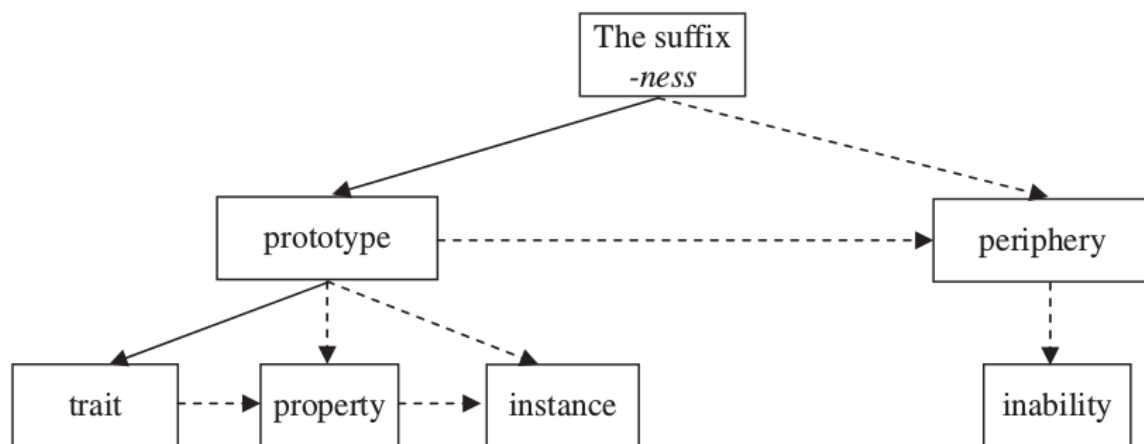 The suffix
-ness
prototype
periphery
trait
property
instance
inability